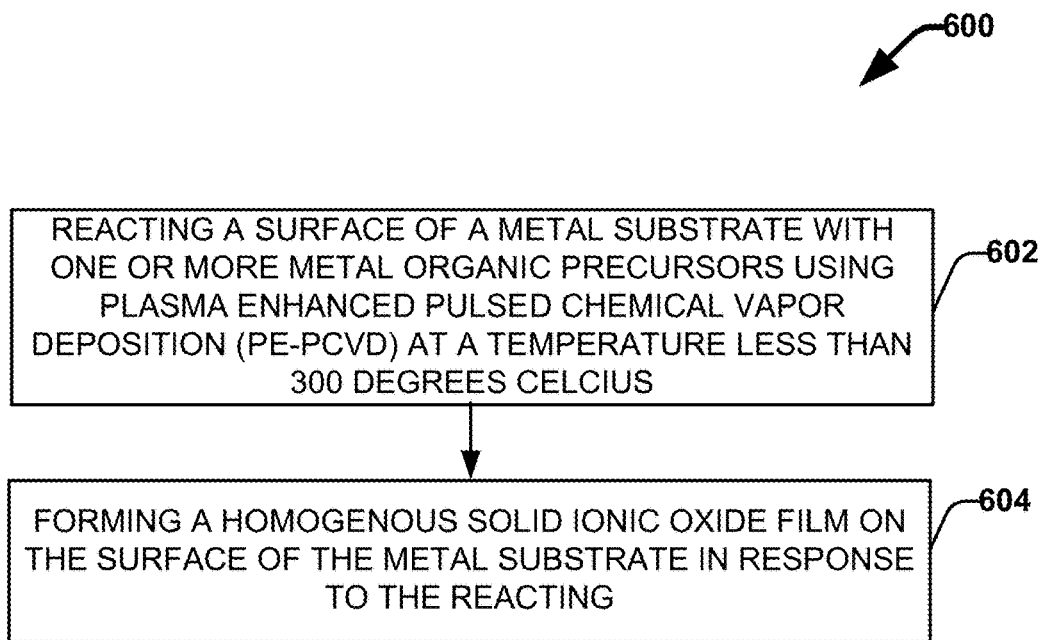 600
REACTING A SURFACE OF A METAL SUBSTRATE WITH
ONE OR MORE METAL ORGANIC PRECURSORS USING
PLASMA ENHANCED PULSED CHEMICAL VAPOR
DEPOSITION (PE-PCVD) AT A TEMPERATURE LESS THAN
300 DEGREES CELCIUS
602
FORMING A HOMOGENOUS SOLID IONIC OXIDE FILM ON
THE SURFACE OF THE METAL SUBSTRATE IN RESPONSE
TO THE REACTING
604